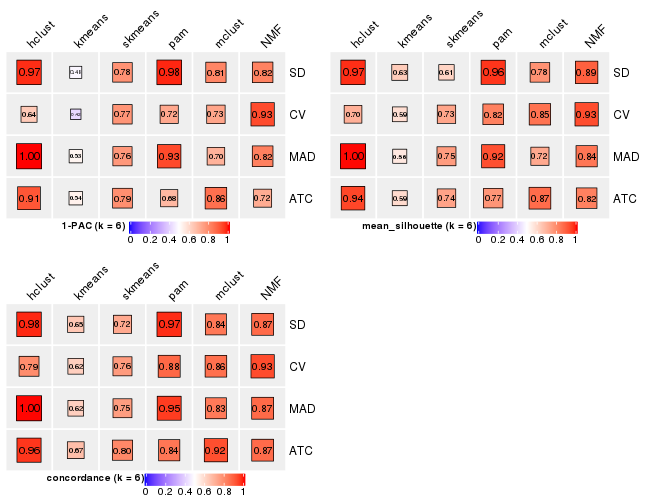 hclust kmeans skmeans pam mclust NMF
0.97 0.48 0.78 0.98 0.81 0.82 SD
0.64 0.78 0.77 0.72 0.73 0.93 CV
1.00 0.53 0.76 0.93 0.70 0.82 MAD
0.91 0.54 0.79 0.68 0.86 0.72 ATC
1-PAC (k = 6)
0 0.2 0.4 0.6 0.8 1
hclust kmeans skmeans pam mclust NMF
0.97 0.63 0.61 0.96 0.78 0.89 SD
0.70 0.59 0.73 0.82 0.85 0.93 CV
1.00 0.56 0.75 0.92 0.72 0.84 MAD
0.94 0.59 0.74 0.77 0.87 0.82 ATC
mean_silhouette (k = 6)
0 0.2 0.4 0.6 0.8 1
hclust kmeans skmeans pam mclust NMF
0.98 0.65 0.72 0.97 0.84 0.87 SD
0.79 0.62 0.76 0.88 0.86 0.93 CV
1.00 0.62 0.75 0.95 0.83 0.87 MAD
0.96 0.67 0.80 0.84 0.92 0.87 ATC
concordance (k = 6)
0 0.2 0.4 0.6 0.8 1